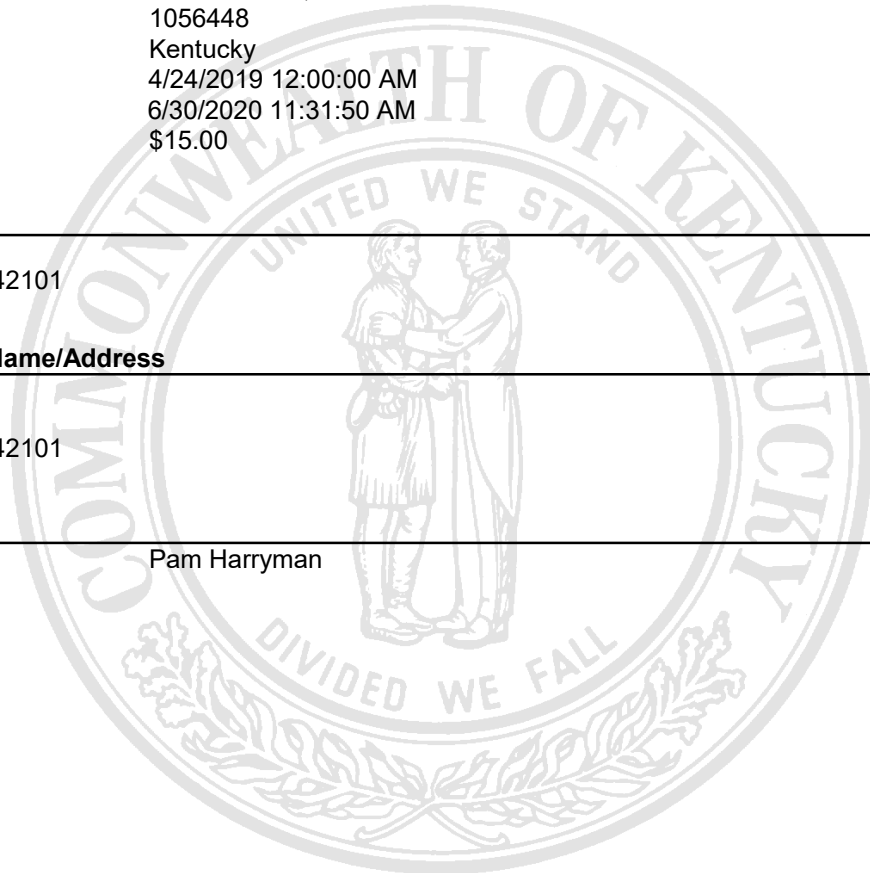 1056448
Kentucky
4/24/2019 12:00:00 AM
6/30/2020 11:31:50 AM
$15.00
42101
Name/Address
42101
Pam Harryman
COMMONWEALTH OF KENTUCKY
UNITED WE STAND
DIVIDED WE FALL